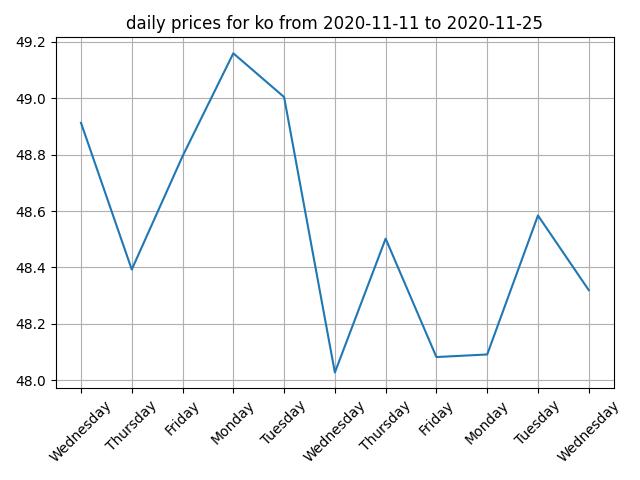 daily prices for ko from 2020-11-11 to 2020-11-25
49.2
49.0
48.8
48.6
48.4
48.2
48.0
Wednesday
Thursday
Friday
Monday
Tuesday
Wednesday
Thursday
Friday
Monday
Tuesday
Wednesday